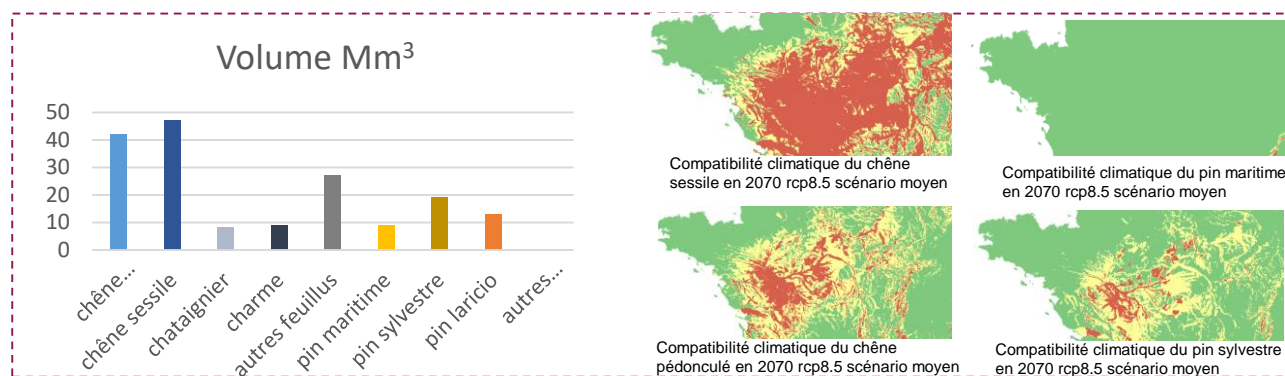 Volume Mm³
50
40
30
20
10
0
chêne...
chêne sessile
chataignier
charme
autres feuillus
pin maritime
pin sylvestre
pin laricio
autres...
Compatibilité climatique du chêne
sessile en 2070 rcp8.5 scénario moyen
Compatibilité climatique du pin maritime
en 2070 rcp8.5 scénario moyen
Compatibilité climatique du chêne
pédonculé en 2070 rcp8.5 scénario moyen
Compatibilité climatique du pin sylvestre
en 2070 rcp8.5 scénario moyen